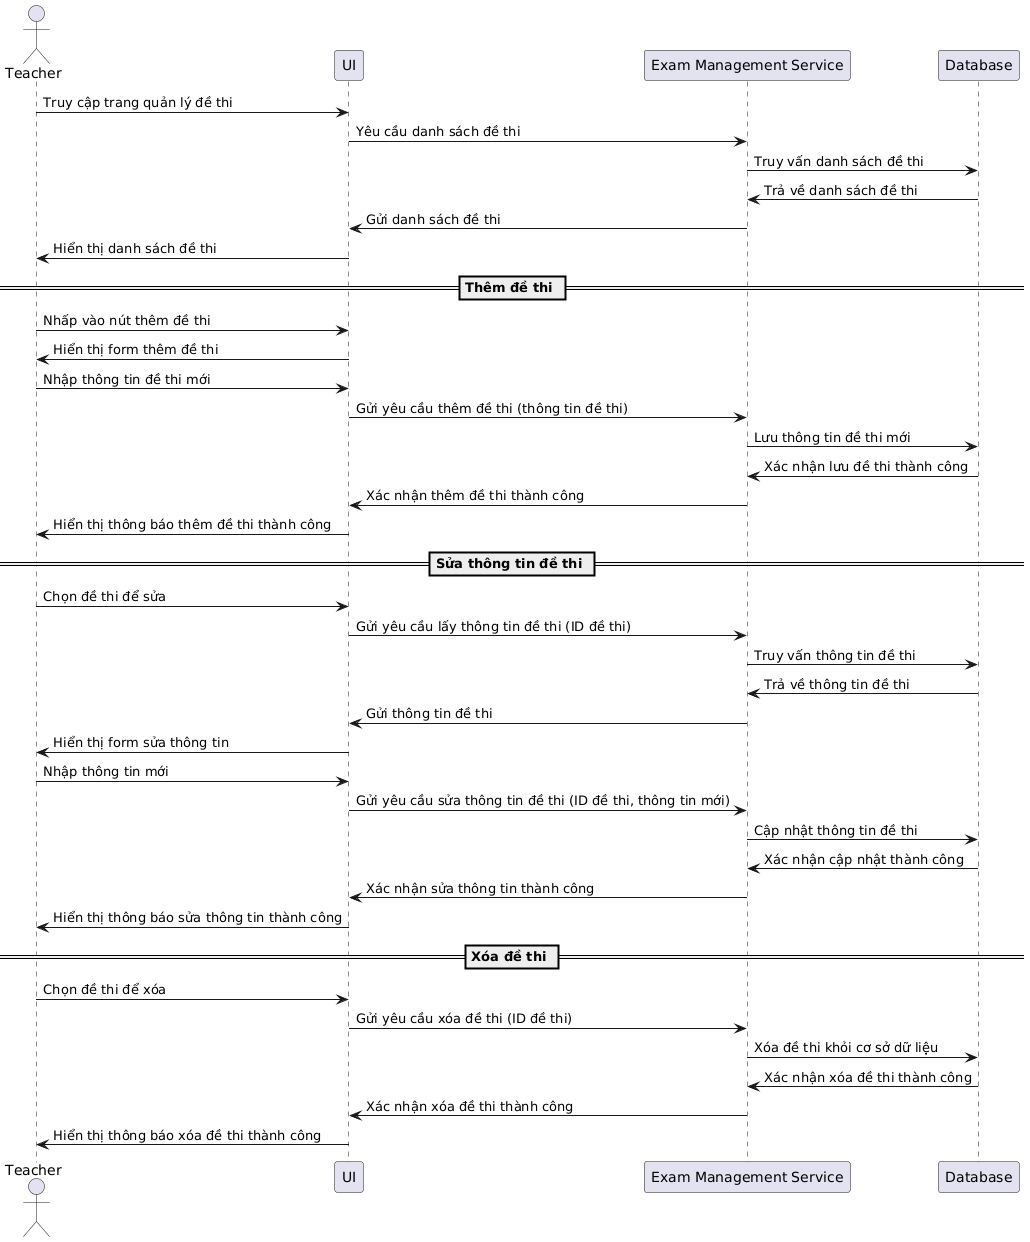 Teacher
UI
Exam Management Service
Database
Truy cập trang quản lý đề thi
Yêu cầu danh sách đề thi
Truy vấn danh sách đề thi
Trả về danh sách đề thi
Gửi danh sách đề thi
Hiển thị danh sách đề thi
Thêm đề thi
Nhấp vào nút thêm đề thi
Hiển thị form thêm đề thi
Nhập thông tin đề thi mới
Gửi yêu cầu thêm đề thi (thông tin đề thi)
Lưu thông tin đề thi mới
Xác nhận lưu đề thi thành công
Xác nhận thêm đề thi thành công
Hiển thị thông báo thêm đề thi thành công
Sửa thông tin đề thi
Chọn đề thi để sửa
Gửi yêu cầu lấy thông tin đề thi (ID đề thi)
Truy vấn thông tin đề thi
Trả về thông tin đề thi
Gửi thông tin đề thi
Hiển thị form sửa thông tin
Nhập thông tin mới
Gửi yêu cầu sửa thông tin đề thi (ID đề thi, thông tin mới)
Cập nhật thông tin đề thi
Xác nhận cập nhật thành công
Xác nhận sửa thông tin thành công
Hiển thị thông báo sửa thông tin thành công
Xóa đề thi
Chọn đề thi để xóa
Gửi yêu cầu xóa đề thi (ID đề thi)
Xóa đề thi khỏi cơ sở dữ liệu
Xác nhận xóa đề thi thành công
Xác nhận xóa đề thi thành công
Hiển thị thông báo xóa đề thi thành công
Teacher
UI
Exam Management Service
Database